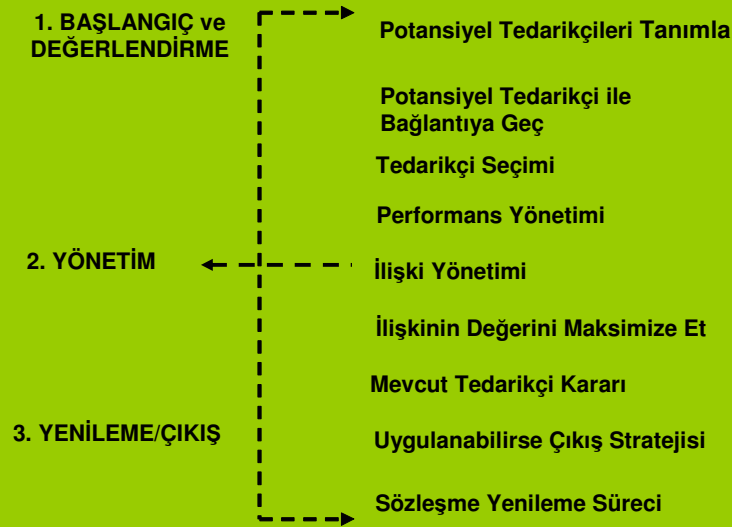 1. BAŞLANGIÇ ve
DEĞERLENDİRME
Potansiyel Tedarikçileri Tanımla
Potansiyel Tedarikçi ile
Bağlantıya Geç
Tedarikçi Seçimi
Performans Yönetimi
2. YÖNETİM
İlişki Yönetimi
İlişkinin Değerini Maksimize Et
Mevcut Tedarikçi Kararı
3. YENİLEME/ÇIKIŞ
Uygulanabilirse Çıkış Stratejisi
Sözleşme Yenileme Süreci